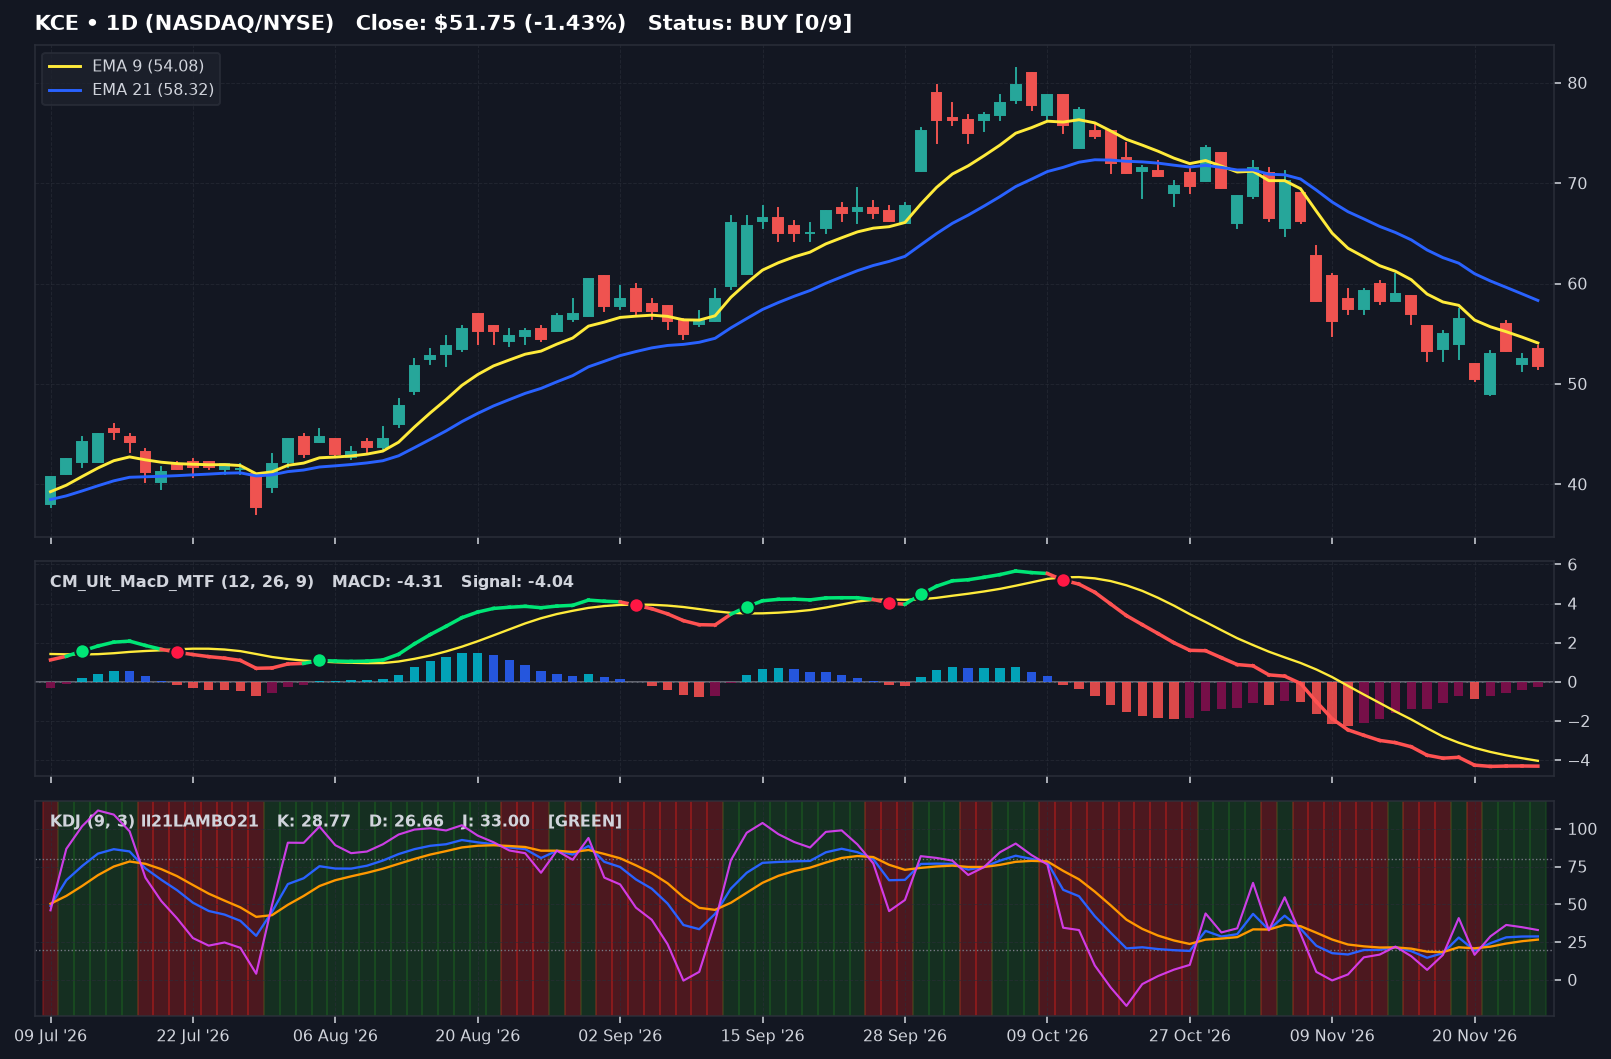 KCE • 1D (NASDAQ/NYSE)   Close: $51.75 (-1.43%)   Status: BUY [0/9]
EMA 9 (54.08)
EMA 21 (58.32)
80
70
60
50
40
CM_Ult_MacD_MTF (12, 26, 9)   MACD: -4.31   Signal: -4.04
6
4
2
0
−2
−4
KDJ (9, 3) II21LAMBO21   K: 28.77   D: 26.66   J: 33.00   [GREEN]
100
75
50
25
0
09 Jul '26   22 Jul '26   06 Aug '26   20 Aug '26   02 Sep '26   15 Sep '26   28 Sep '26   09 Oct '26   27 Oct '26   09 Nov '26   20 Nov '26